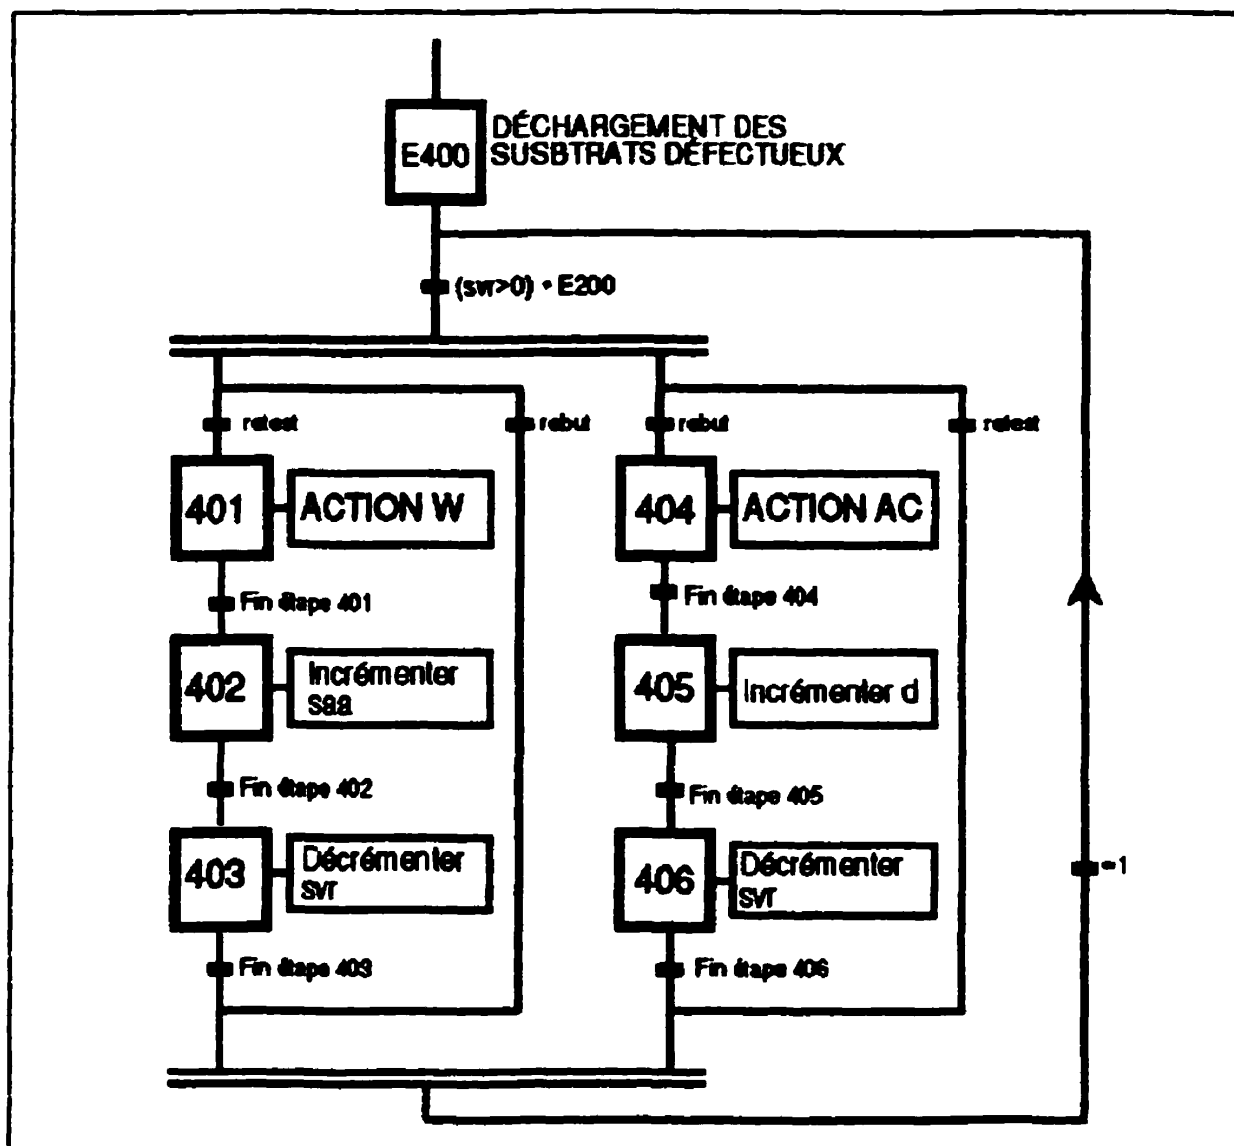 E400
DÉCHARGEMENT DES
SUSBTRATS DÉFECTUEUX
(svr>0) • E200
retest
rebut
rebut
retest
401
ACTION W
404
ACTION AC
Fin étape 401
Fin étape 404
402
Incrémenter
saa
405
Incrémenter d
Fin étape 402
Fin étape 405
403
Décrémenter
svr
406
Décrémenter
svr
=1
Fin étape 403
Fin étape 406